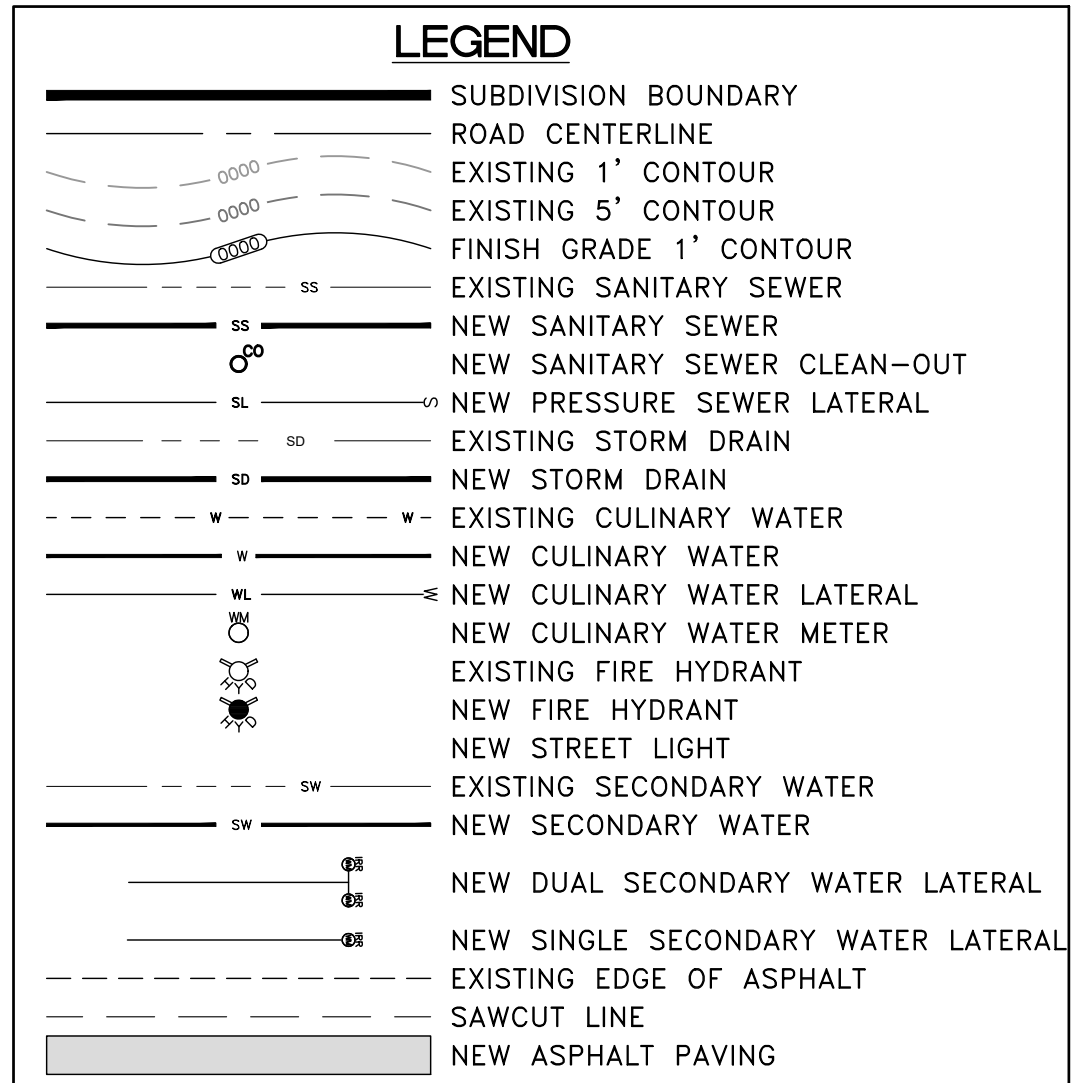 LEGEND
SUBDIVISION BOUNDARY
ROAD CENTERLINE
0000 EXISTING 1' CONTOUR
0000 EXISTING 5' CONTOUR
0000 FINISH GRADE 1' CONTOUR
SS EXISTING SANITARY SEWER
SS NEW SANITARY SEWER
CO NEW SANITARY SEWER CLEAN-OUT
SL S NEW PRESSURE SEWER LATERAL
SD EXISTING STORM DRAIN
SD NEW STORM DRAIN
W W EXISTING CULINARY WATER
W NEW CULINARY WATER
WL W NEW CULINARY WATER LATERAL
WM NEW CULINARY WATER METER
HYD EXISTING FIRE HYDRANT
HYD NEW FIRE HYDRANT
NEW STREET LIGHT
SW EXISTING SECONDARY WATER
SW NEW SECONDARY WATER
NEW DUAL SECONDARY WATER LATERAL
NEW SINGLE SECONDARY WATER LATERAL
EXISTING EDGE OF ASPHALT
SAWCUT LINE
NEW ASPHALT PAVING